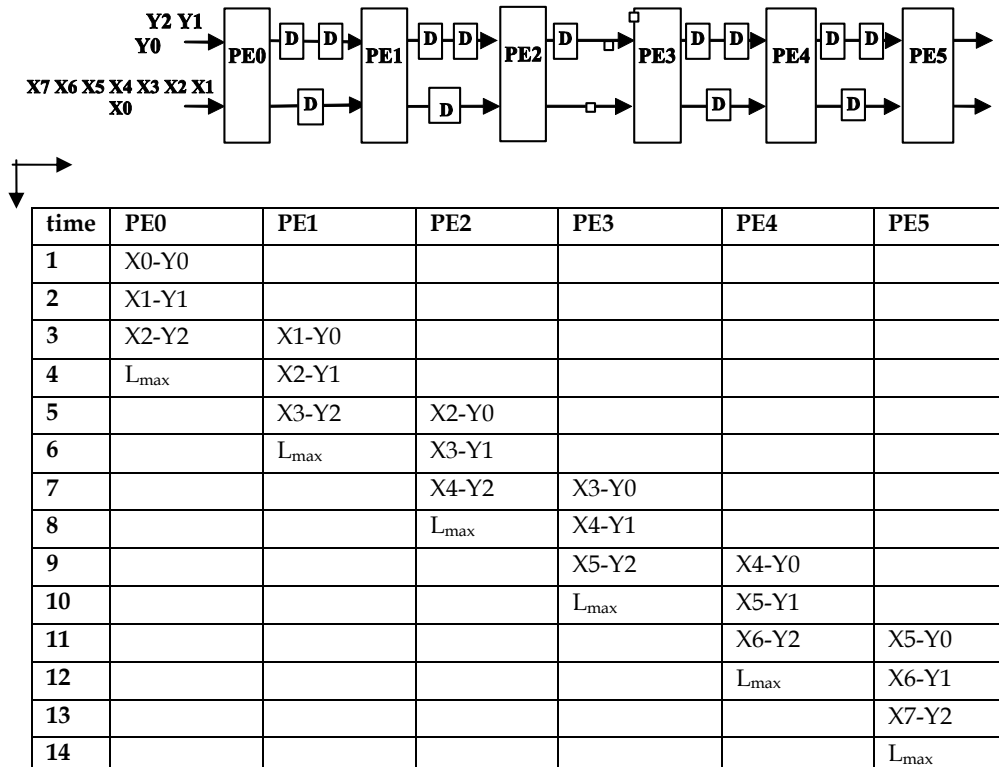 Y2 Y1
Y0
X7 X6 X5 X4 X3 X2 X1
X0
PE0 D D PE1 D D PE2 D PE3 D D PE4 D D PE5
D D D D
time PE0 PE1 PE2 PE3 PE4 PE5
1 X0-Y0
2 X1-Y1
3 X2-Y2 X1-Y0
4 Lmax X2-Y1
5 X3-Y2 X2-Y0
6 Lmax X3-Y1
7 X4-Y2 X3-Y0
8 Lmax X4-Y1
9 X5-Y2 X4-Y0
10 Lmax X5-Y1
11 X6-Y2 X5-Y0
12 Lmax X6-Y1
13 X7-Y2
14 Lmax